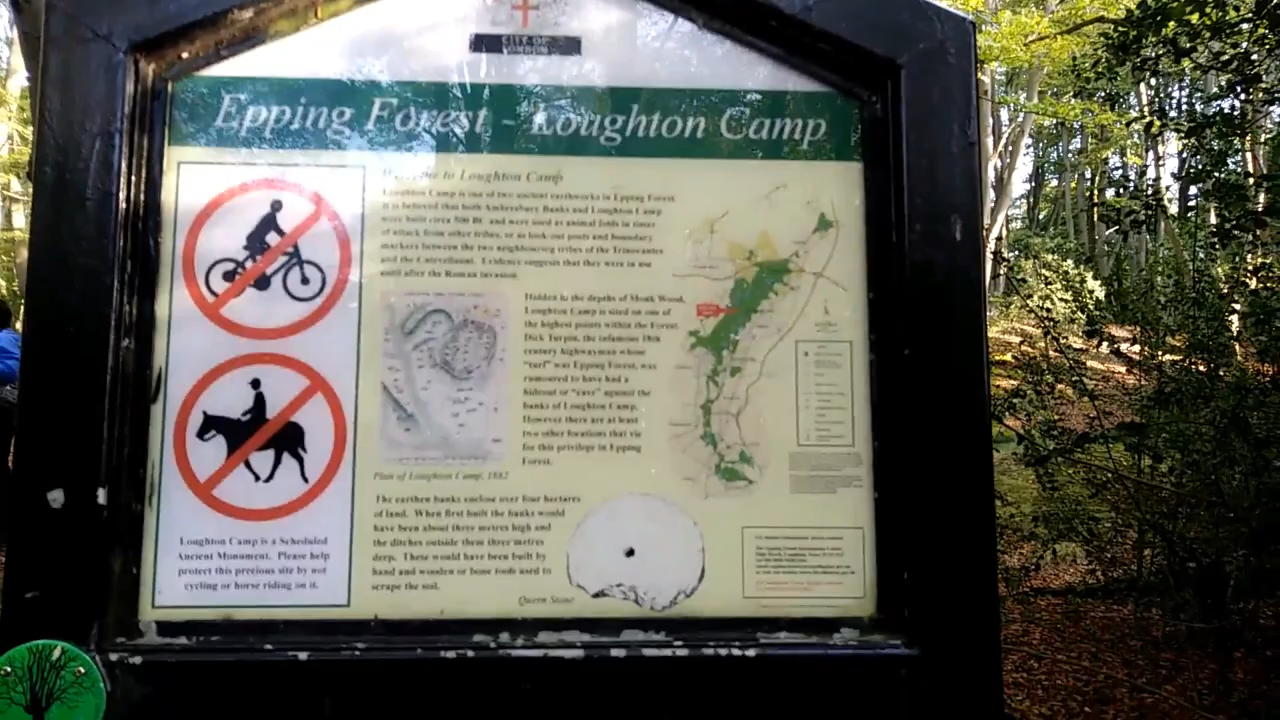 CITY OF
LONDON
Epping Forest - Loughton Camp
Welcome to Loughton Camp
Loughton Camp is one of two ancient earthworks in Epping Forest.
It is believed that both Ambresbury Banks and Loughton Camp
were built circa 500 BC and were used as animal folds in times
of attack from other tribes, or as look-out posts and boundary
markers between the two neighbouring tribes of the Trinovantes
and the Catevellauni. Evidence suggests that they were in use
until after the Roman invasion.
Hidden in the depths of Monk Wood,
Loughton Camp is sited on one of
the highest points within the Forest.
Dick Turpin, the infamous 18th
century highwayman whose
"turf" was Epping Forest, was
rumoured to have had a
hideout or "cave" against the
banks of Loughton Camp.
However there are at least
two other locations that vie
for this privilege in Epping
Forest.
Plan of Loughton Camp, 1882
The earthen banks enclose over four hectares
of land. When first built the banks would
have been about three metres high and
the ditches outside them three metres
deep. These would have been built by
hand and wooden or bone tools used to
scrape the soil.
Quern Stone
Loughton Camp is a Scheduled
Ancient Monument. Please help
protect this precious site by not
cycling or horse riding on it.